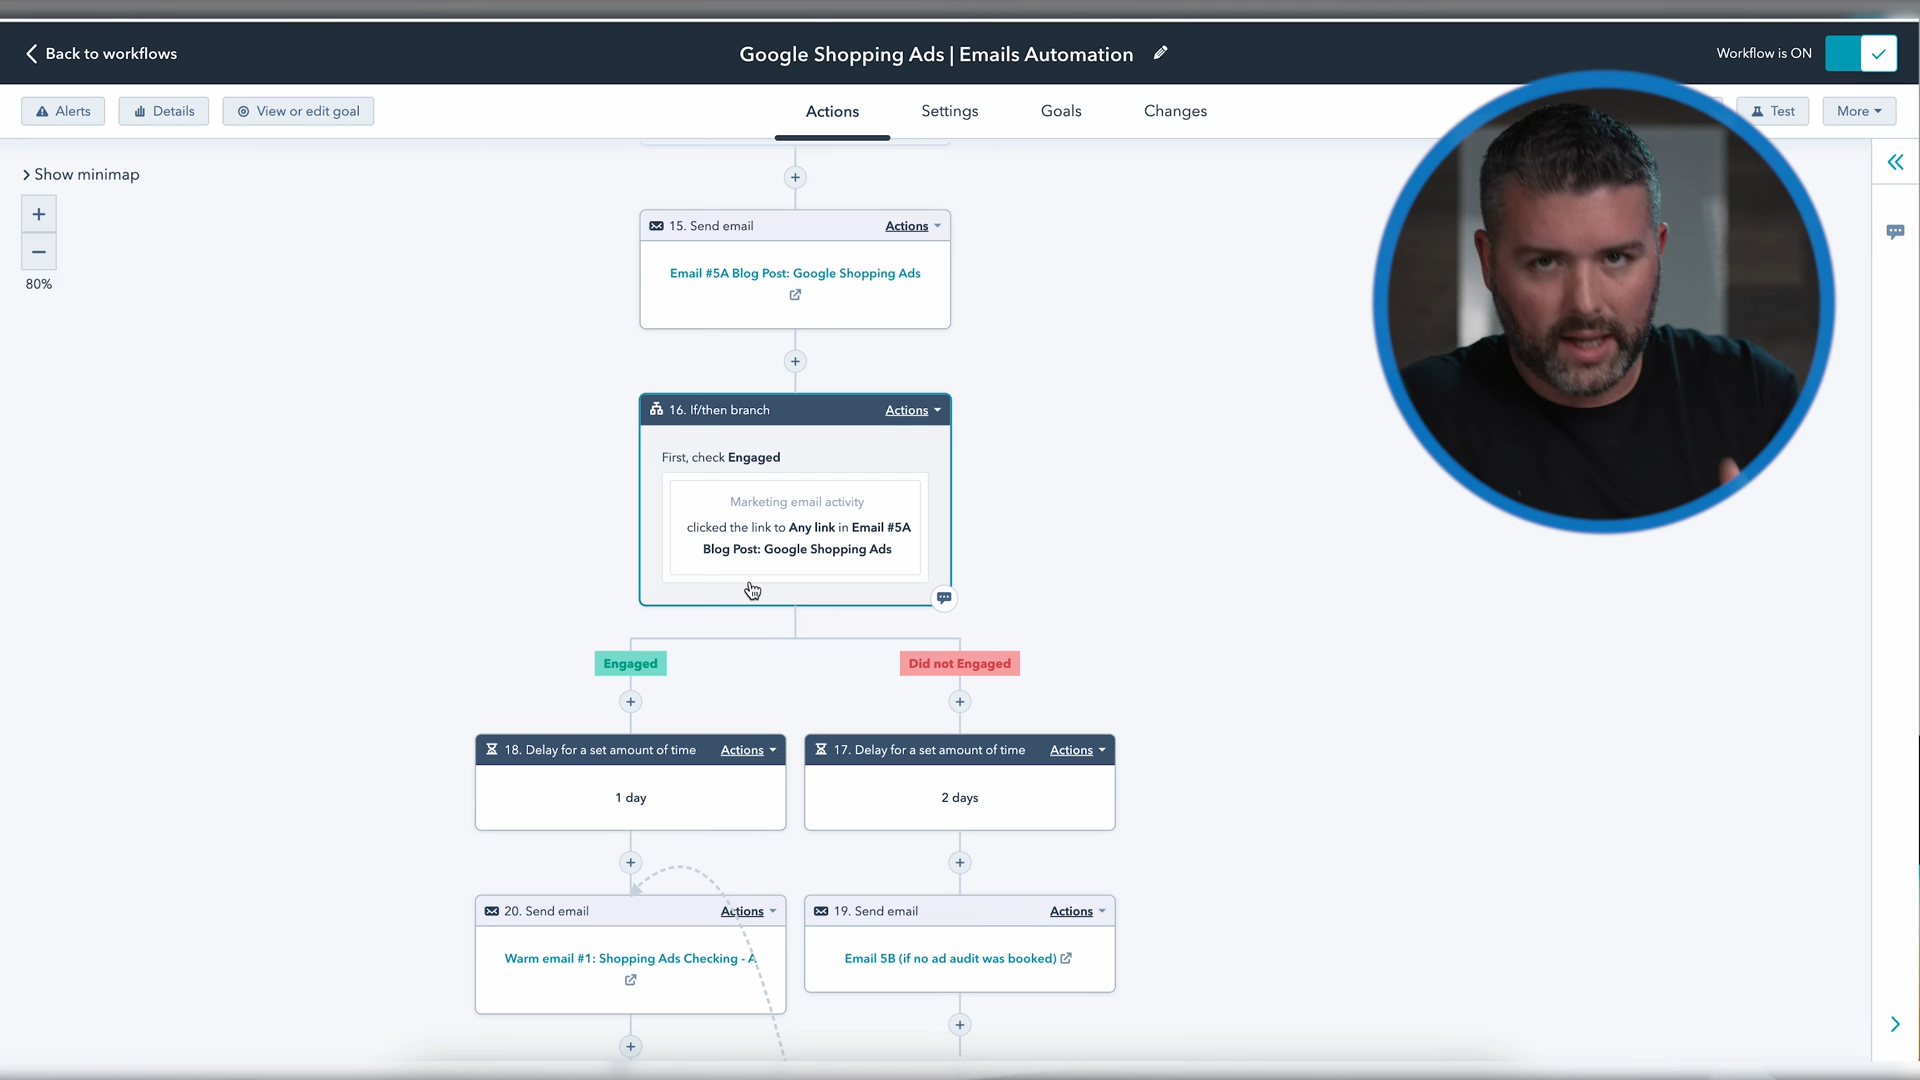 Back to workflows
Google Shopping Ads | Emails Automation
Workflow is ON
Alerts
Details
View or edit goal
Actions
Settings
Goals
Changes
Test
More
Show minimap
+
−
80%
15. Send email
Actions
Email #5A Blog Post: Google Shopping Ads
16. If/then branch
Actions
First, check Engaged
Marketing email activity
clicked the link to Any link in Email #5A
Blog Post: Google Shopping Ads
Engaged
Did not Engaged
18. Delay for a set amount of time
Actions
1 day
17. Delay for a set amount of time
Actions
2 days
20. Send email
Actions
Warm email #1: Shopping Ads Checking - A
19. Send email
Actions
Email 5B (if no ad audit was booked)